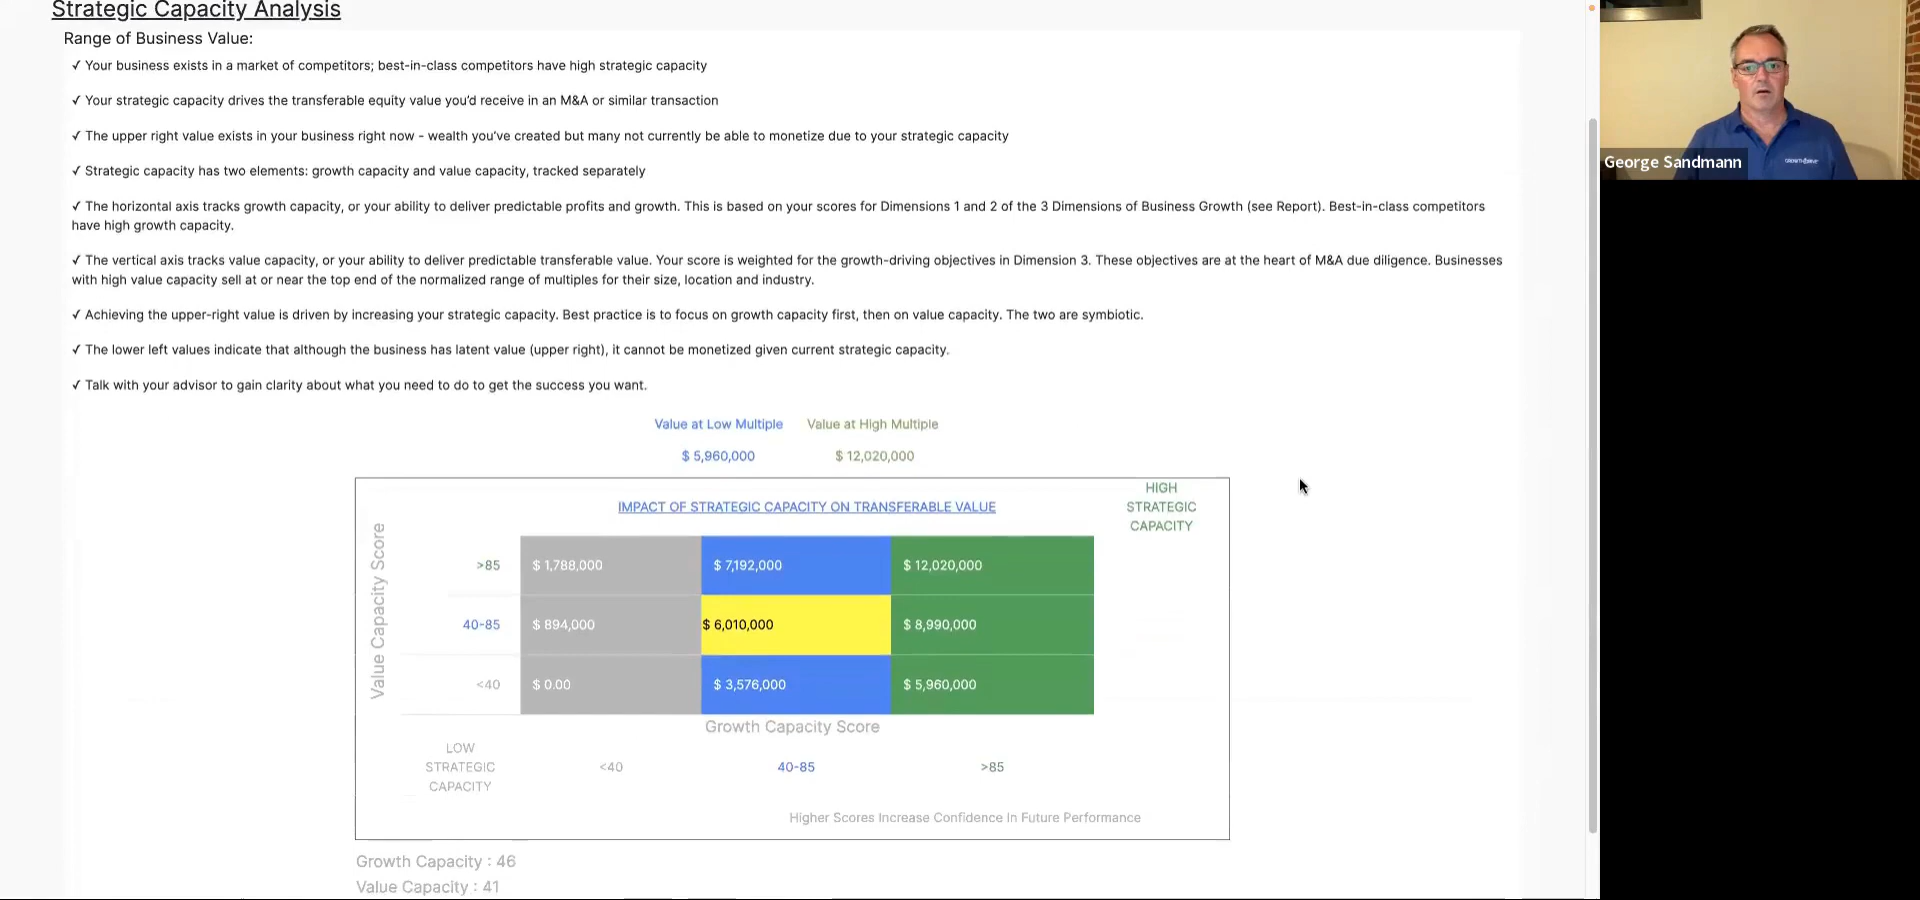 Strategic Capacity Analysis
Range of Business Value:
✓ Your business exists in a market of competitors; best-in-class competitors have high strategic capacity
✓ Your strategic capacity drives the transferable equity value you'd receive in an M&A or similar transaction
✓ The upper right value exists in your business right now - wealth you've created but many not currently be able to monetize due to your strategic capacity
✓ Strategic capacity has two elements: growth capacity and value capacity, tracked separately
✓ The horizontal axis tracks growth capacity, or your ability to deliver predictable profits and growth. This is based on your scores for Dimensions 1 and 2 of the 3 Dimensions of Business Growth (see Report). Best-in-class competitors
have high growth capacity.
✓ The vertical axis tracks value capacity, or your ability to deliver predictable transferable value. Your score is weighted for the growth-driving objectives in Dimension 3. These objectives are at the heart of M&A due diligence. Businesses
with high value capacity sell at or near the top end of the normalized range of multiples for their size, location and industry.
✓ Achieving the upper-right value is driven by increasing your strategic capacity. Best practice is to focus on growth capacity first, then on value capacity. The two are symbiotic.
✓ The lower left values indicate that although the business has latent value (upper right), it cannot be monetized given current strategic capacity.
✓ Talk with your advisor to gain clarity about what you need to do to get the success you want.
Value at Low Multiple Value at High Multiple
$ 5,960,000 $ 12,020,000
IMPACT OF STRATEGIC CAPACITY ON TRANSFERABLE VALUE
HIGH
STRATEGIC
CAPACITY
Value Capacity Score
>85 $ 1,788,000 $ 7,192,000 $ 12,020,000
40-85 $ 894,000 $ 6,010,000 $ 8,990,000
<40 $ 0.00 $ 3,576,000 $ 5,960,000
Growth Capacity Score
LOW
STRATEGIC
CAPACITY
<40 40-85 >85
Higher Scores Increase Confidence In Future Performance
Growth Capacity : 46
Value Capacity : 41
George Sandmann